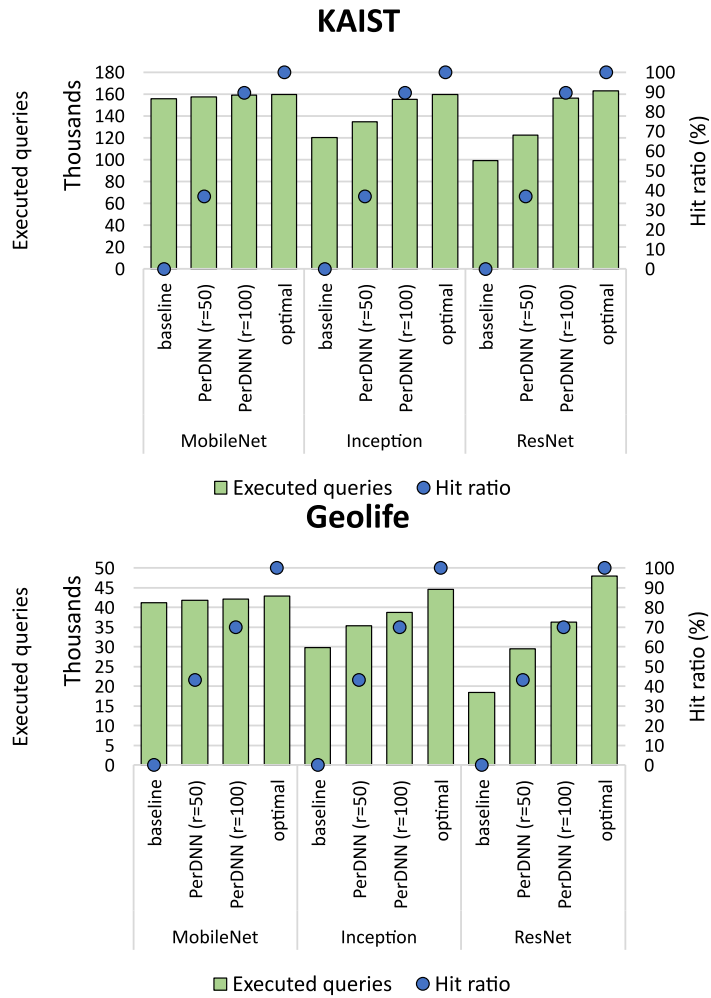 KAIST
Executed queries
Thousands
180
160
140
120
100
80
60
40
20
0
100
90
80
70
60
50
40
30
20
10
0
Hit ratio (%)
baseline
PerDNN (r=50)
PerDNN (r=100)
optimal
baseline
PerDNN (r=50)
PerDNN (r=100)
optimal
baseline
PerDNN (r=50)
PerDNN (r=100)
optimal
MobileNet Inception ResNet
Executed queries Hit ratio
Geolife
Executed queries
Thousands
50
45
40
35
30
25
20
15
10
5
0
100
90
80
70
60
50
40
30
20
10
0
Hit ratio (%)
baseline
PerDNN (r=50)
PerDNN (r=100)
optimal
baseline
PerDNN (r=50)
PerDNN (r=100)
optimal
baseline
PerDNN (r=50)
PerDNN (r=100)
optimal
MobileNet Inception ResNet
Executed queries Hit ratio